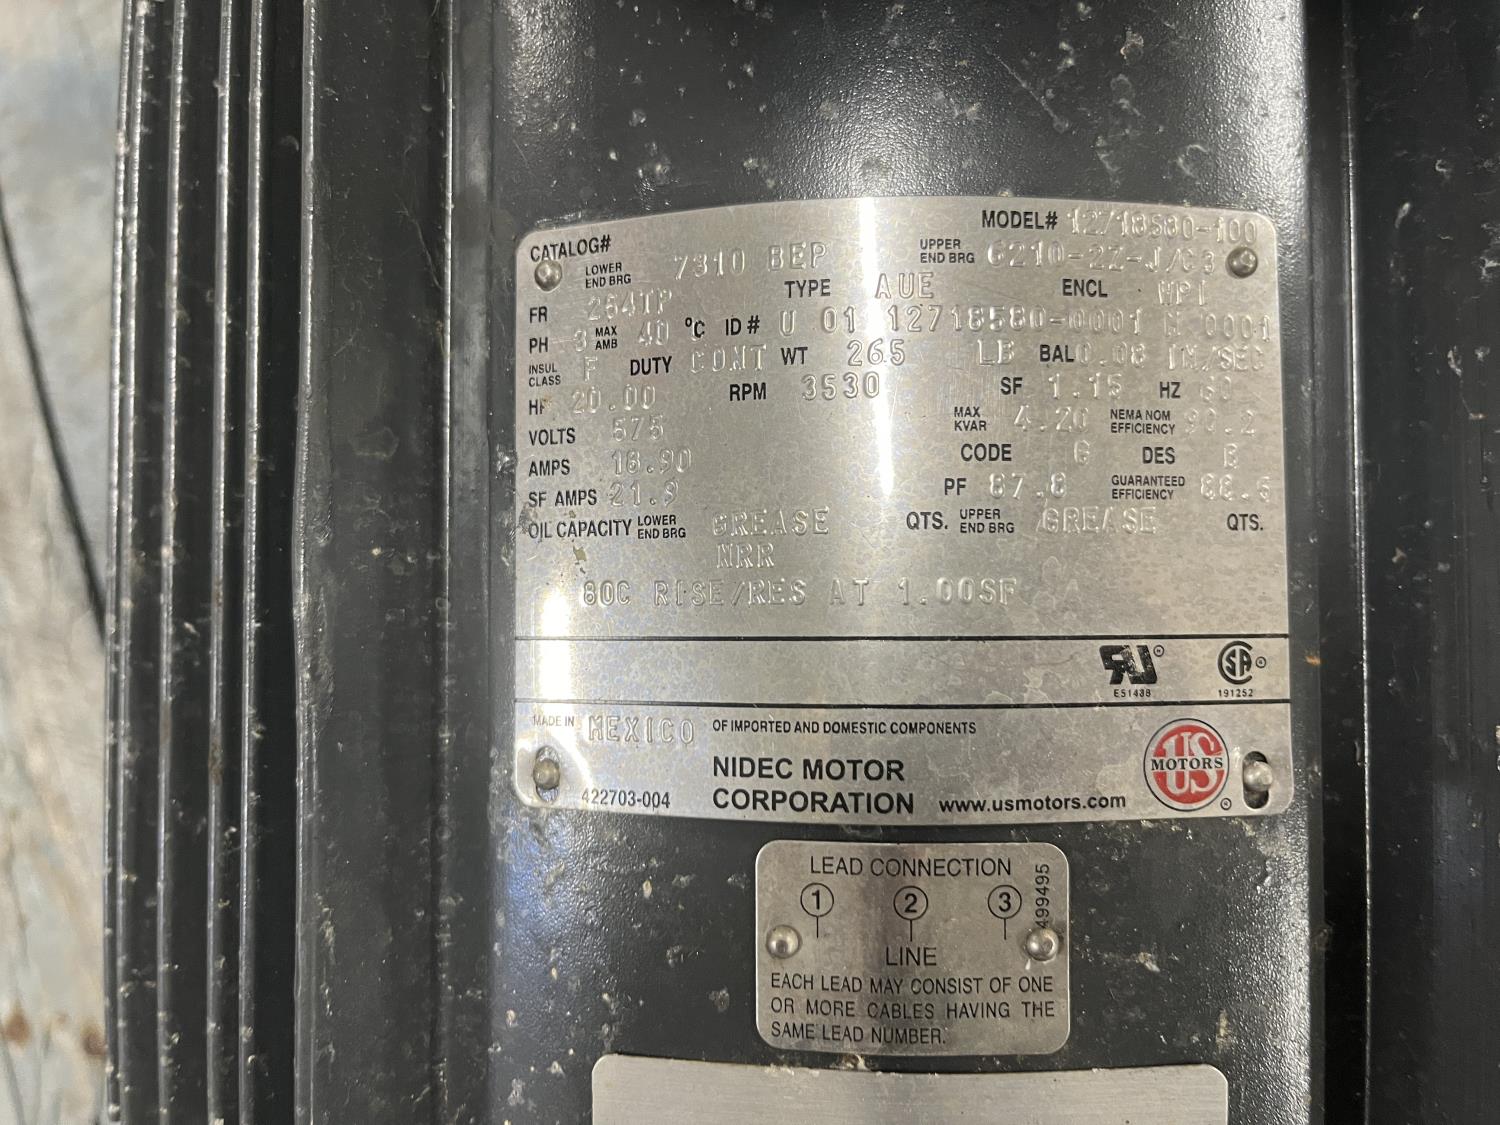 MODEL# 12718580-100
CATALOG#
LOWER END BRG 7310 BEP UPPER END BRG 6210-2Z-J/C3
FR 264TP TYPE AUE ENCL WPI
PH 3 MAX AMB 40 °C ID# U 01 12718580-0001 M 0001
INSUL CLASS F DUTY CONT WT 265 LB BAL 0.08 IN/SEC
HP 20.00 RPM 3530 SF 1.15 HZ 60
VOLTS 575 MAX KVAR 4.20 NEMA NOM EFFICIENCY 90.2
AMPS 18.90 CODE G DES B
SF AMPS 21.9 PF 87.8 GUARANTEED EFFICIENCY 88.5
OIL CAPACITY LOWER END BRG GREASE QTS. UPPER END BRG GREASE QTS.
NRR
80C RISE/RES AT 1.00SF
E51438
SA
191252
MADE IN MEXICO OF IMPORTED AND DOMESTIC COMPONENTS
US MOTORS
NIDEC MOTOR
CORPORATION www.usmotors.com
422703-004
LEAD CONNECTION
1 2 3
499495
LINE
EACH LEAD MAY CONSIST OF ONE
OR MORE CABLES HAVING THE
SAME LEAD NUMBER.